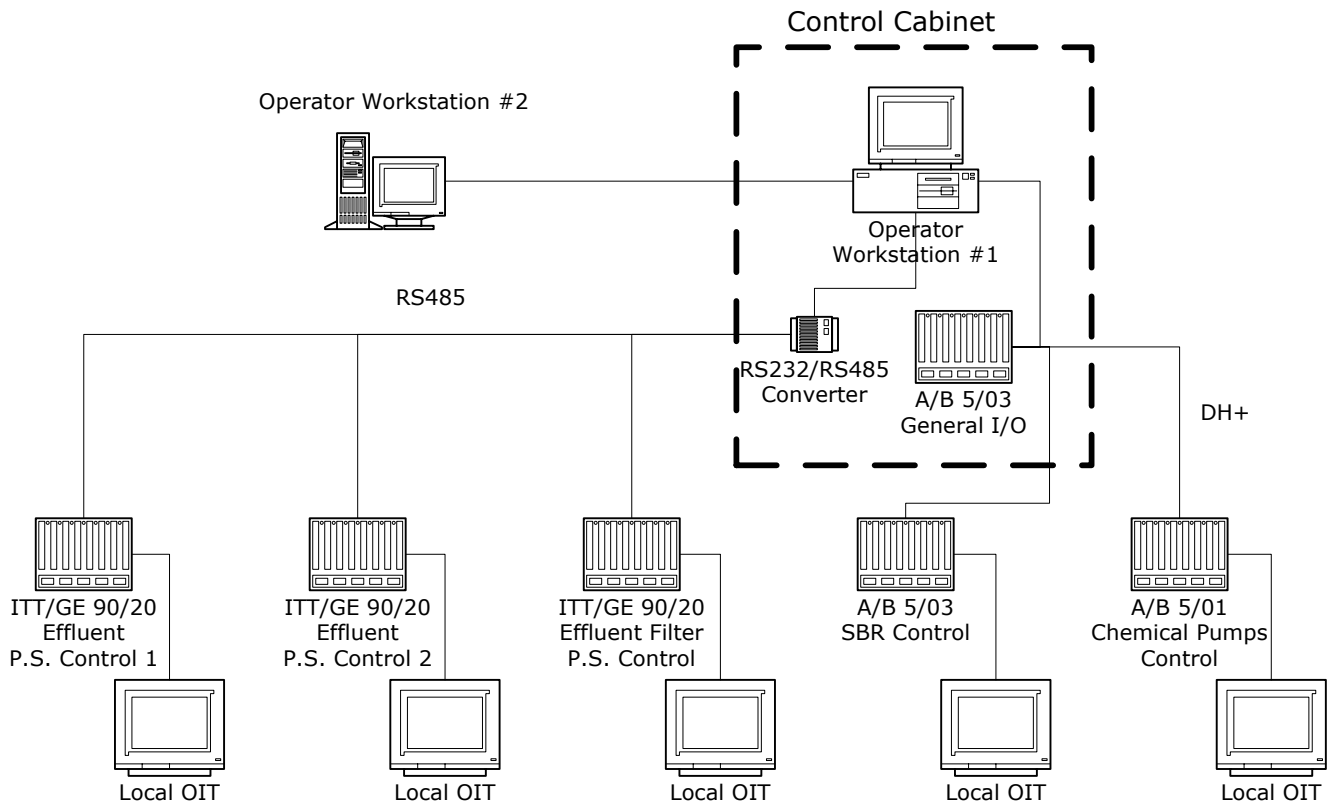 Control Cabinet
Operator Workstation #2
Operator
Workstation #1
RS485
RS232/RS485
Converter
A/B 5/03
General I/O
DH+
ITT/GE 90/20
Effluent
P.S. Control 1
ITT/GE 90/20
Effluent
P.S. Control 2
ITT/GE 90/20
Effluent Filter
P.S. Control
A/B 5/03
SBR Control
A/B 5/01
Chemical Pumps
Control
Local OIT
Local OIT
Local OIT
Local OIT
Local OIT